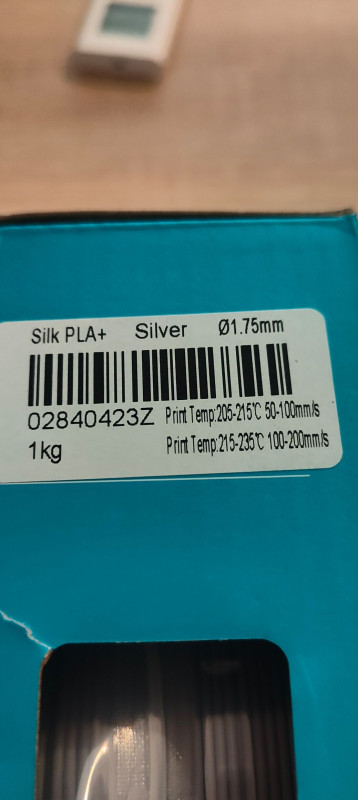 Silk PLA+ Silver Ø1.75mm
02840423Z Print Temp:205-215℃ 50-100mm/s
1kg Print Temp:215-235℃ 100-200mm/s